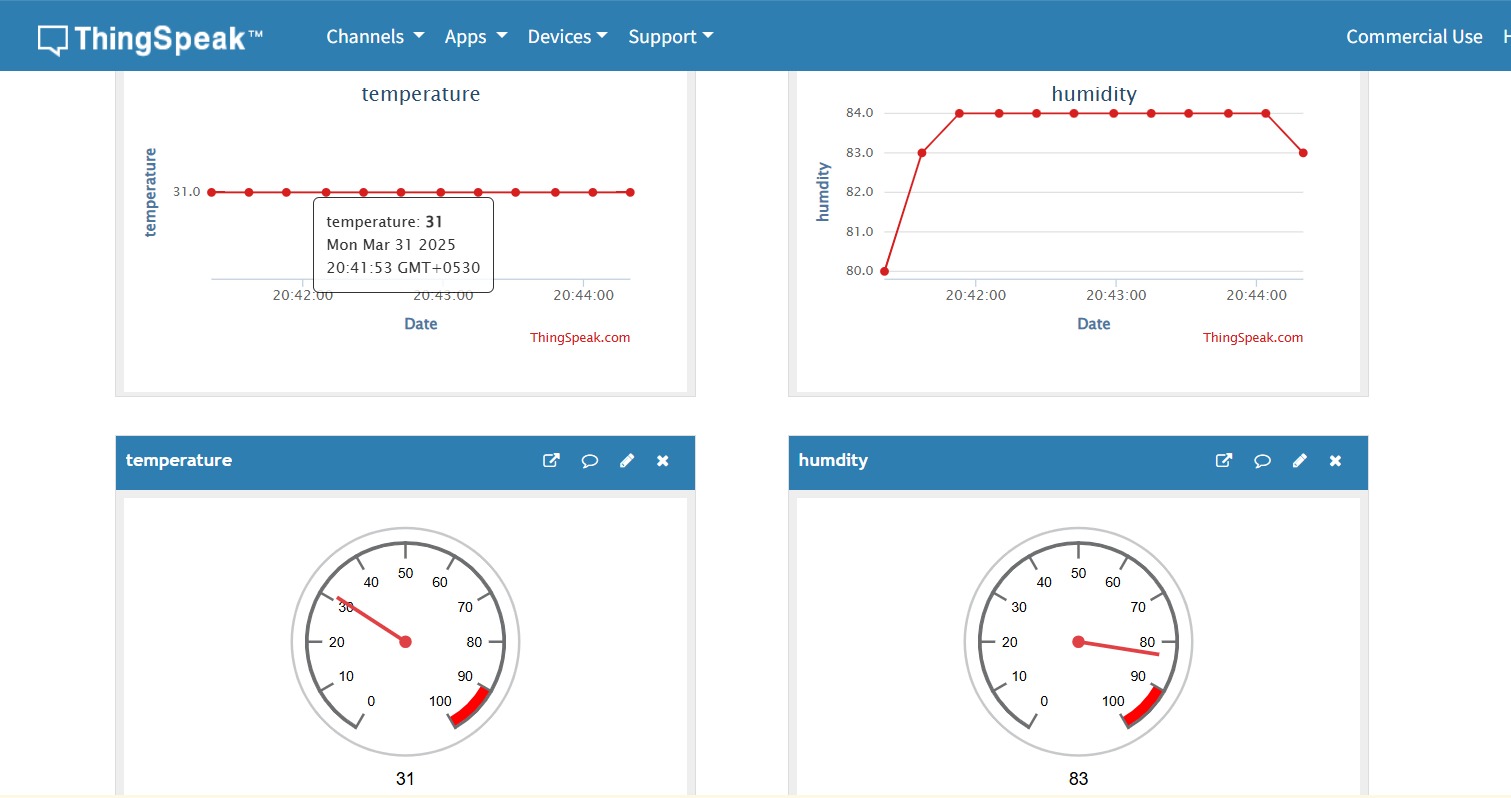 ThingSpeak™ Channels Apps Devices Support Commercial Use H
temperature
temperature
31.0
temperature: 31
Mon Mar 31 2025
20:41:53 GMT+0530
20:42:00 20:43:00 20:44:00
Date
ThingSpeak.com
humidity
humdity
84.0
83.0
82.0
81.0
80.0
20:42:00 20:43:00 20:44:00
Date
ThingSpeak.com
temperature
0
10
20
30
40
50
60
70
80
90
100
31
humdity
0
10
20
30
40
50
60
70
80
90
100
83